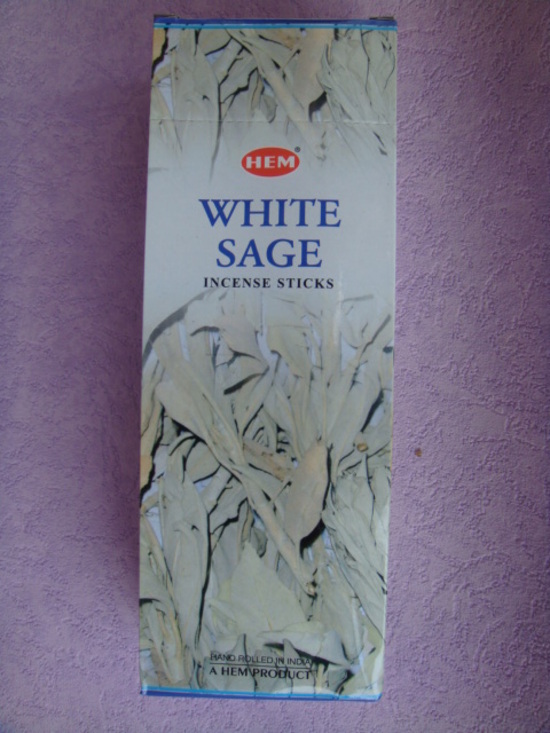 HEM®
WHITE
SAGE
INCENSE STICKS
HAND ROLLED IN INDIA
A HEM PRODUCT